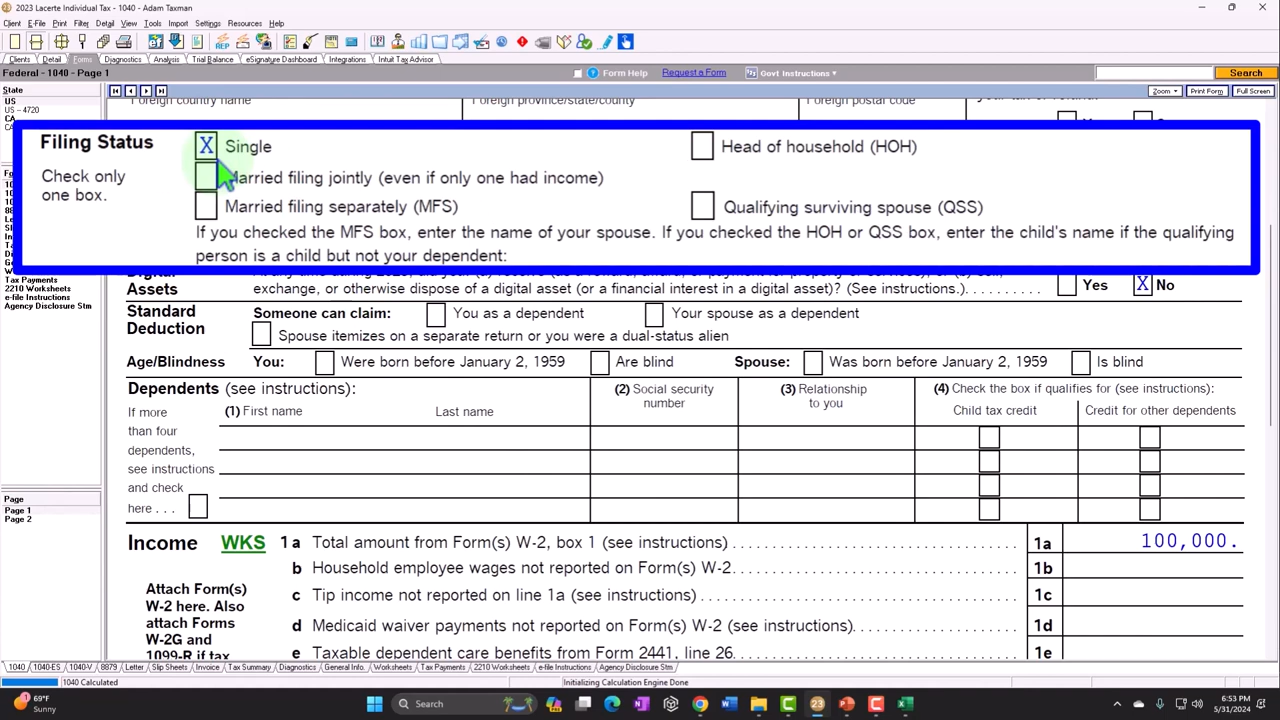 2023 Lacerte Individual Tax - 1040 - Adam Taxman
Client E-File Print Filter Detail View Tools Import Settings Resources Help
Clients Detail Forms Diagnostics Analysis Trial Balance eSignature Dashboard Integrations Intuit Tax Advisor
Federal - 1040 - Page 1
Form Help Request a Form Govt Instructions Search
State
US
US - 4720
Zoom Print Form Full Screen
Foreign country name Foreign province/state/county Foreign postal code
Filing Status X Single Head of household (HOH)
Check only one box.
Married filing jointly (even if only one had income)
Married filing separately (MFS) Qualifying surviving spouse (QSS)
If you checked the MFS box, enter the name of your spouse. If you checked the HOH or QSS box, enter the child's name if the qualifying
person is a child but not your dependent:
Tax Payments
2210 Worksheets
e-file Instructions
Agency Disclosure Stm
Assets exchange, or otherwise dispose of a digital asset (or a financial interest in a digital asset)? (See instructions.) Yes X No
Standard Deduction Someone can claim: You as a dependent Your spouse as a dependent
Spouse itemizes on a separate return or you were a dual-status alien
Age/Blindness You: Were born before January 2, 1959 Are blind Spouse: Was born before January 2, 1959 Is blind
Dependents (see instructions): (2) Social security number (3) Relationship to you (4) Check the box if qualifies for (see instructions):
(1) First name Last name Child tax credit Credit for other dependents
If more
than four
dependents,
see instructions
and check
here . . .
Page
Page 1
Page 2
Income WKS 1a Total amount from Form(s) W-2, box 1 (see instructions) 1a 100,000.
b Household employee wages not reported on Form(s) W-2 1b
c Tip income not reported on line 1a (see instructions) 1c
d Medicaid waiver payments not reported on Form(s) W-2 (see instructions) 1d
e Taxable dependent care benefits from Form 2441, line 26 1e
Attach Form(s)
W-2 here. Also
attach Forms
W-2G and
1099-R if tax
1040 1040-ES 1040-V 8879 Letter Slip Sheets Invoice Tax Summary Diagnostics General Info. Worksheets Tax Payments 2210 Worksheets e-file Instructions Agency Disclosure Stm
1040 Calculated Initializing Calculation Engine Done
69°F
Sunny
Search
6:53 PM
5/31/2024